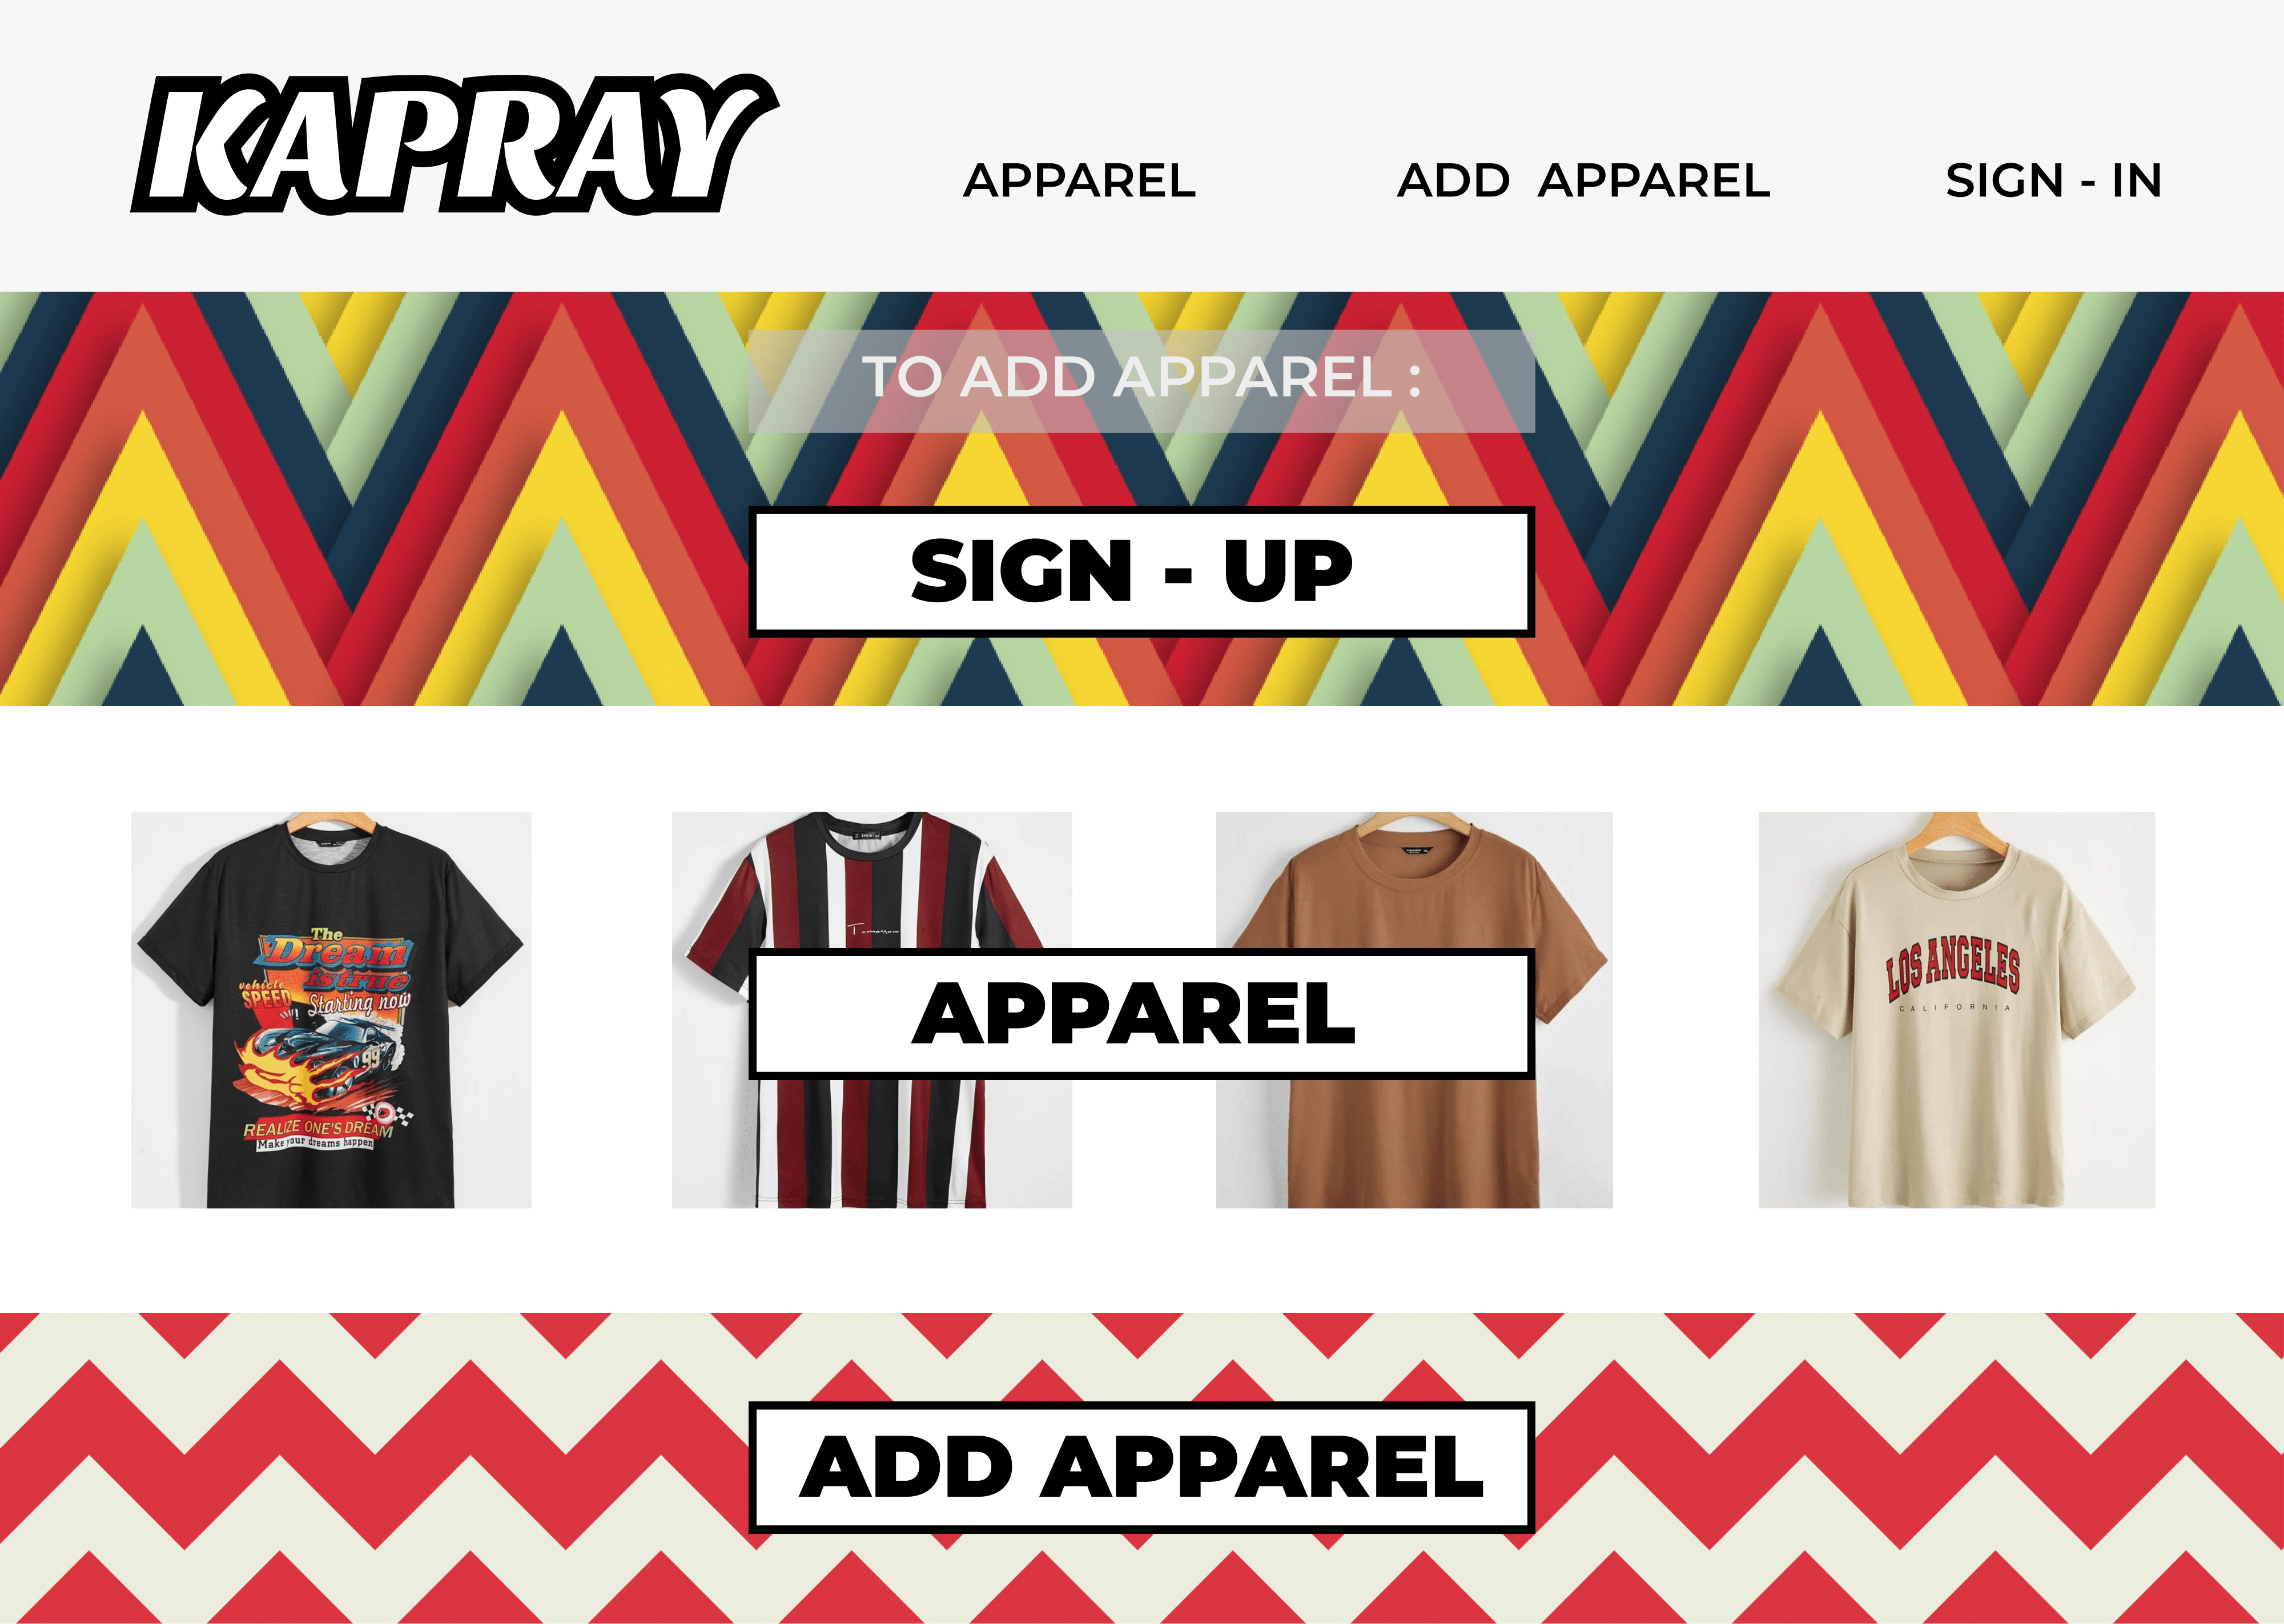 KAPRAY
APPAREL
ADD APPAREL
SIGN - IN
TO ADD APPAREL :
SIGN - UP
The
Dream
is true
vehicle
SPEED
Starting now
99
REALIZE ONE'S DREAM
Make your dreams happen
Tomorrow
APPAREL
LOS ANGELES
CALIFORNIA
ADD APPAREL